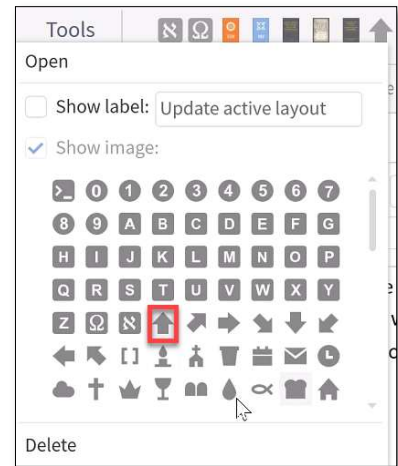 Tools ℵ Ω
Open
Show label: Update active layout
Show image:
>_ 0 1 2 3 4 5 6 7
8 9 A B C D E F G
H I J K L M N O P
Q R S T U V W X Y
Z Ω ℵ
[]
Delete